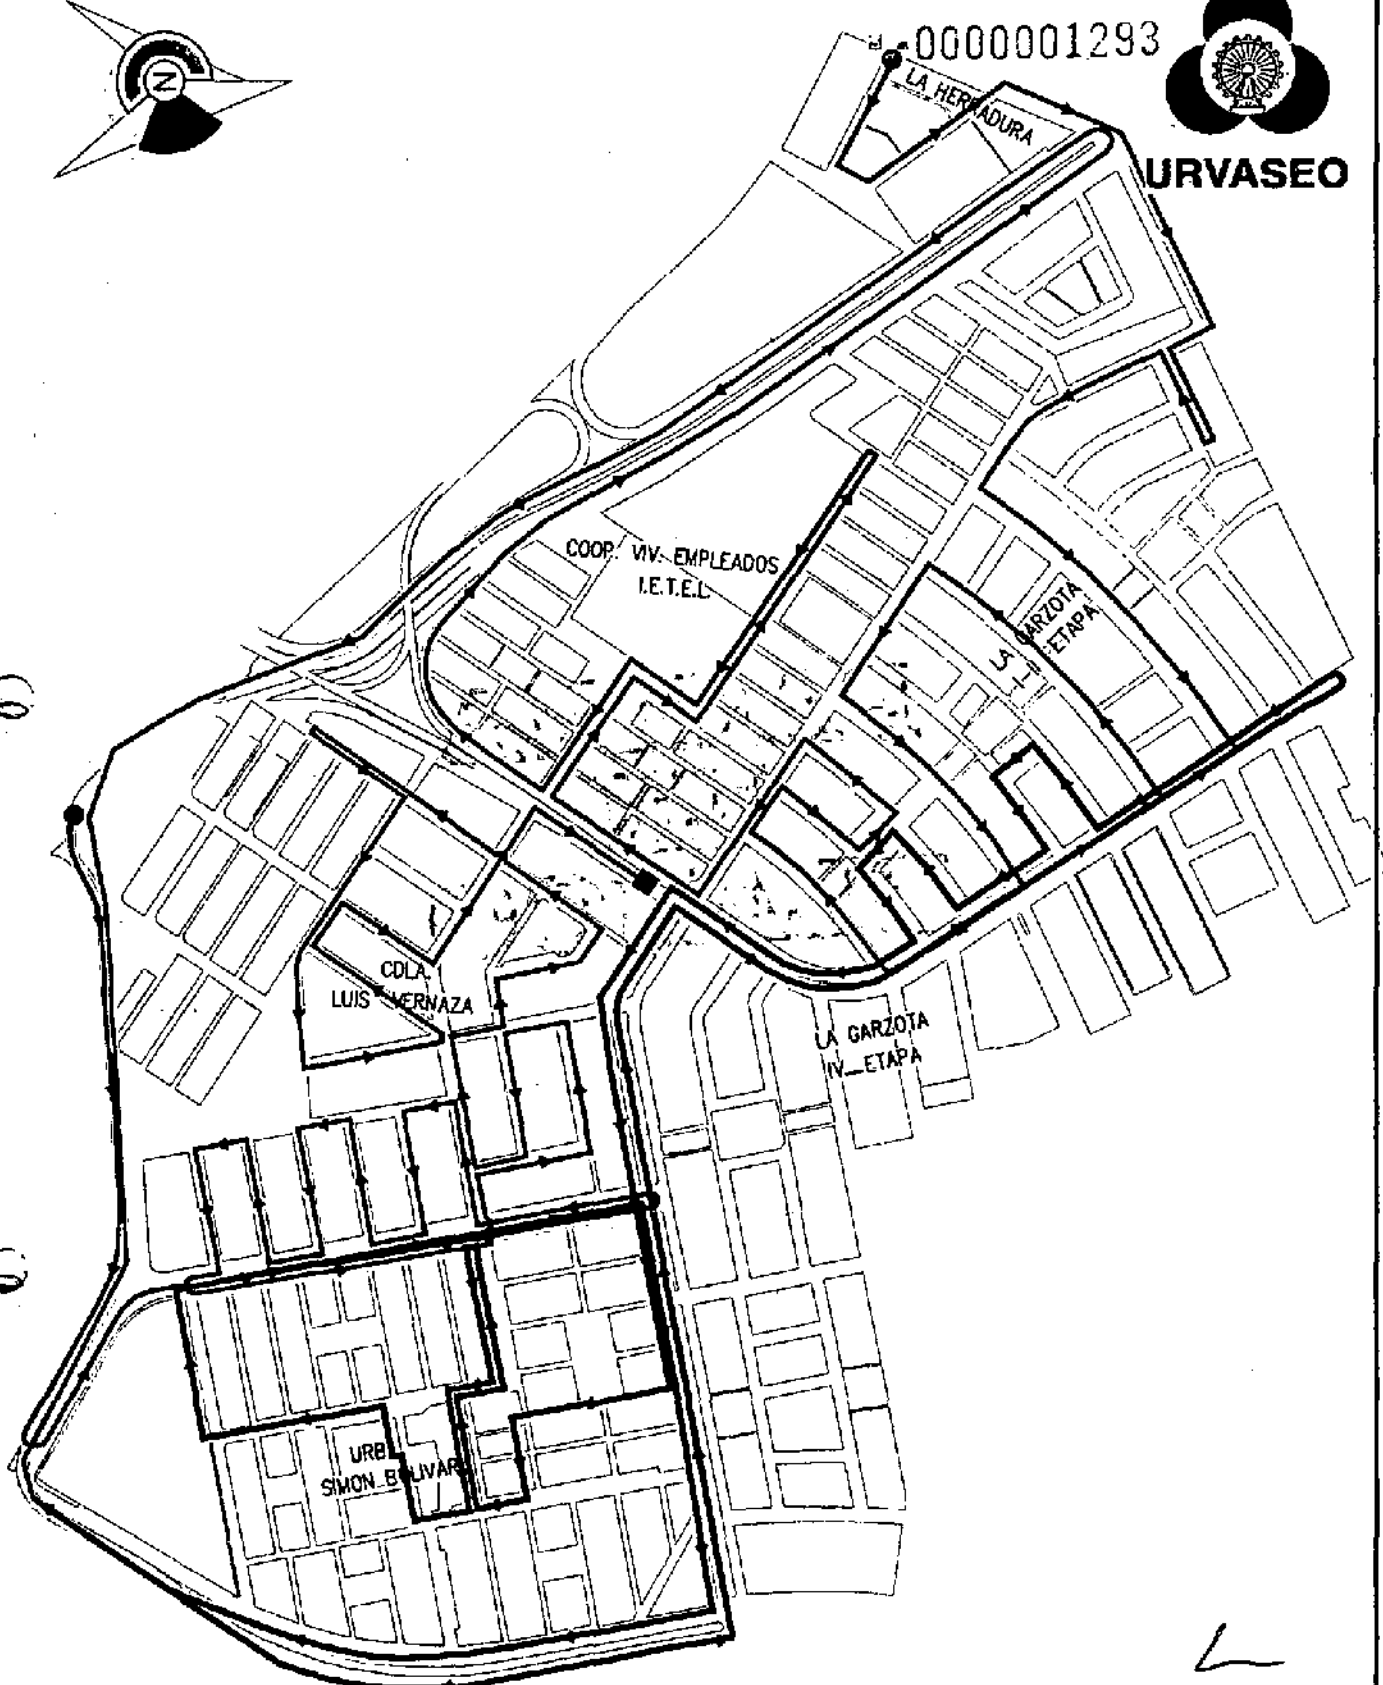 N
0000001293
LA HERRADURA
URVASEO
COOP. VIV. EMPLEADOS
I.E.T.E.L.
LA GARZOTA
I-II ETAPA
CDLA.
LUIS VERNAZA
LA GARZOTA
IV ETAPA
URB.
SIMON BOLIVAR